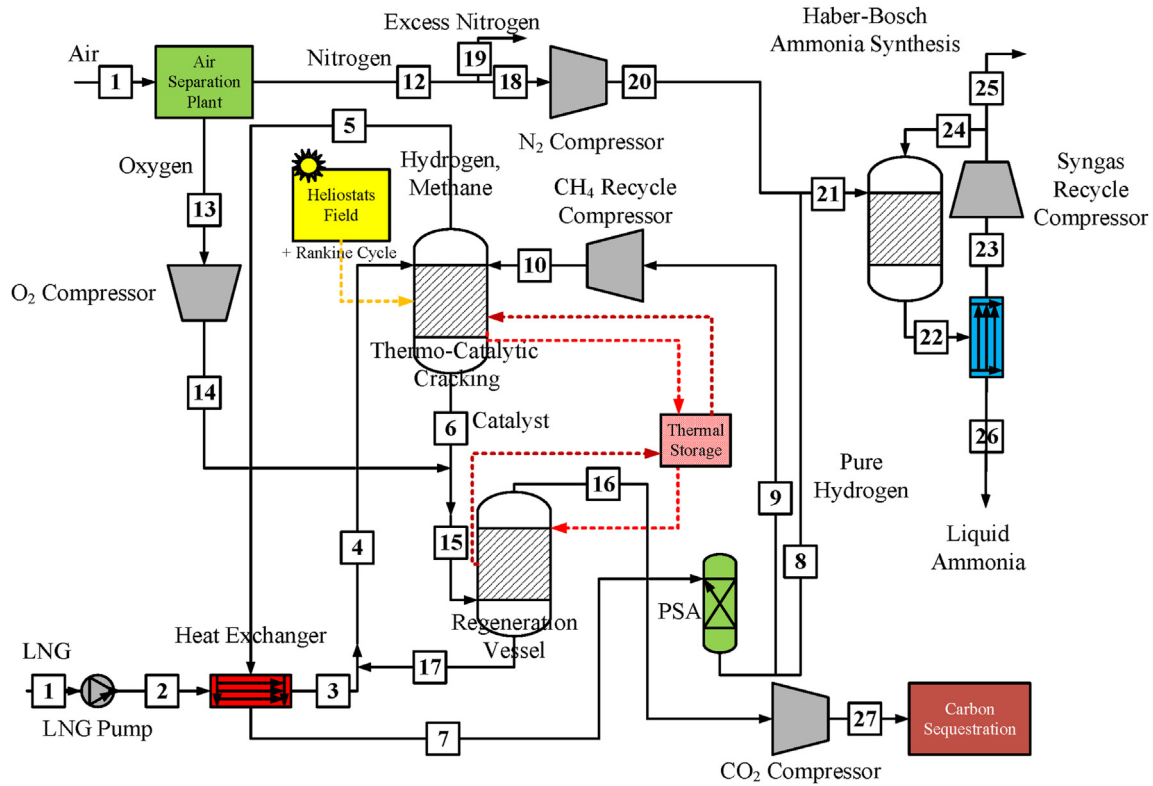 Excess Nitrogen
Haber-Bosch
Ammonia Synthesis
Air
1
Air
Separation
Plant
Nitrogen
12
19
18
20
N2 Compressor
25
24
5
Oxygen
Hydrogen,
Methane
CH4 Recycle
Compressor
21
Syngas
Recycle
Compressor
13
Heliostats
Field
+ Rankine Cycle
10
23
O2 Compressor
22
Thermo-Catalytic
Cracking
14
6
Catalyst
Thermal
Storage
26
16
Pure
Hydrogen
9
8
Liquid
Ammonia
4
15
PSA
Regeneration
Vessel
Heat Exchanger
17
LNG
1
2
3
LNG Pump
7
27
Carbon
Sequestration
CO2 Compressor